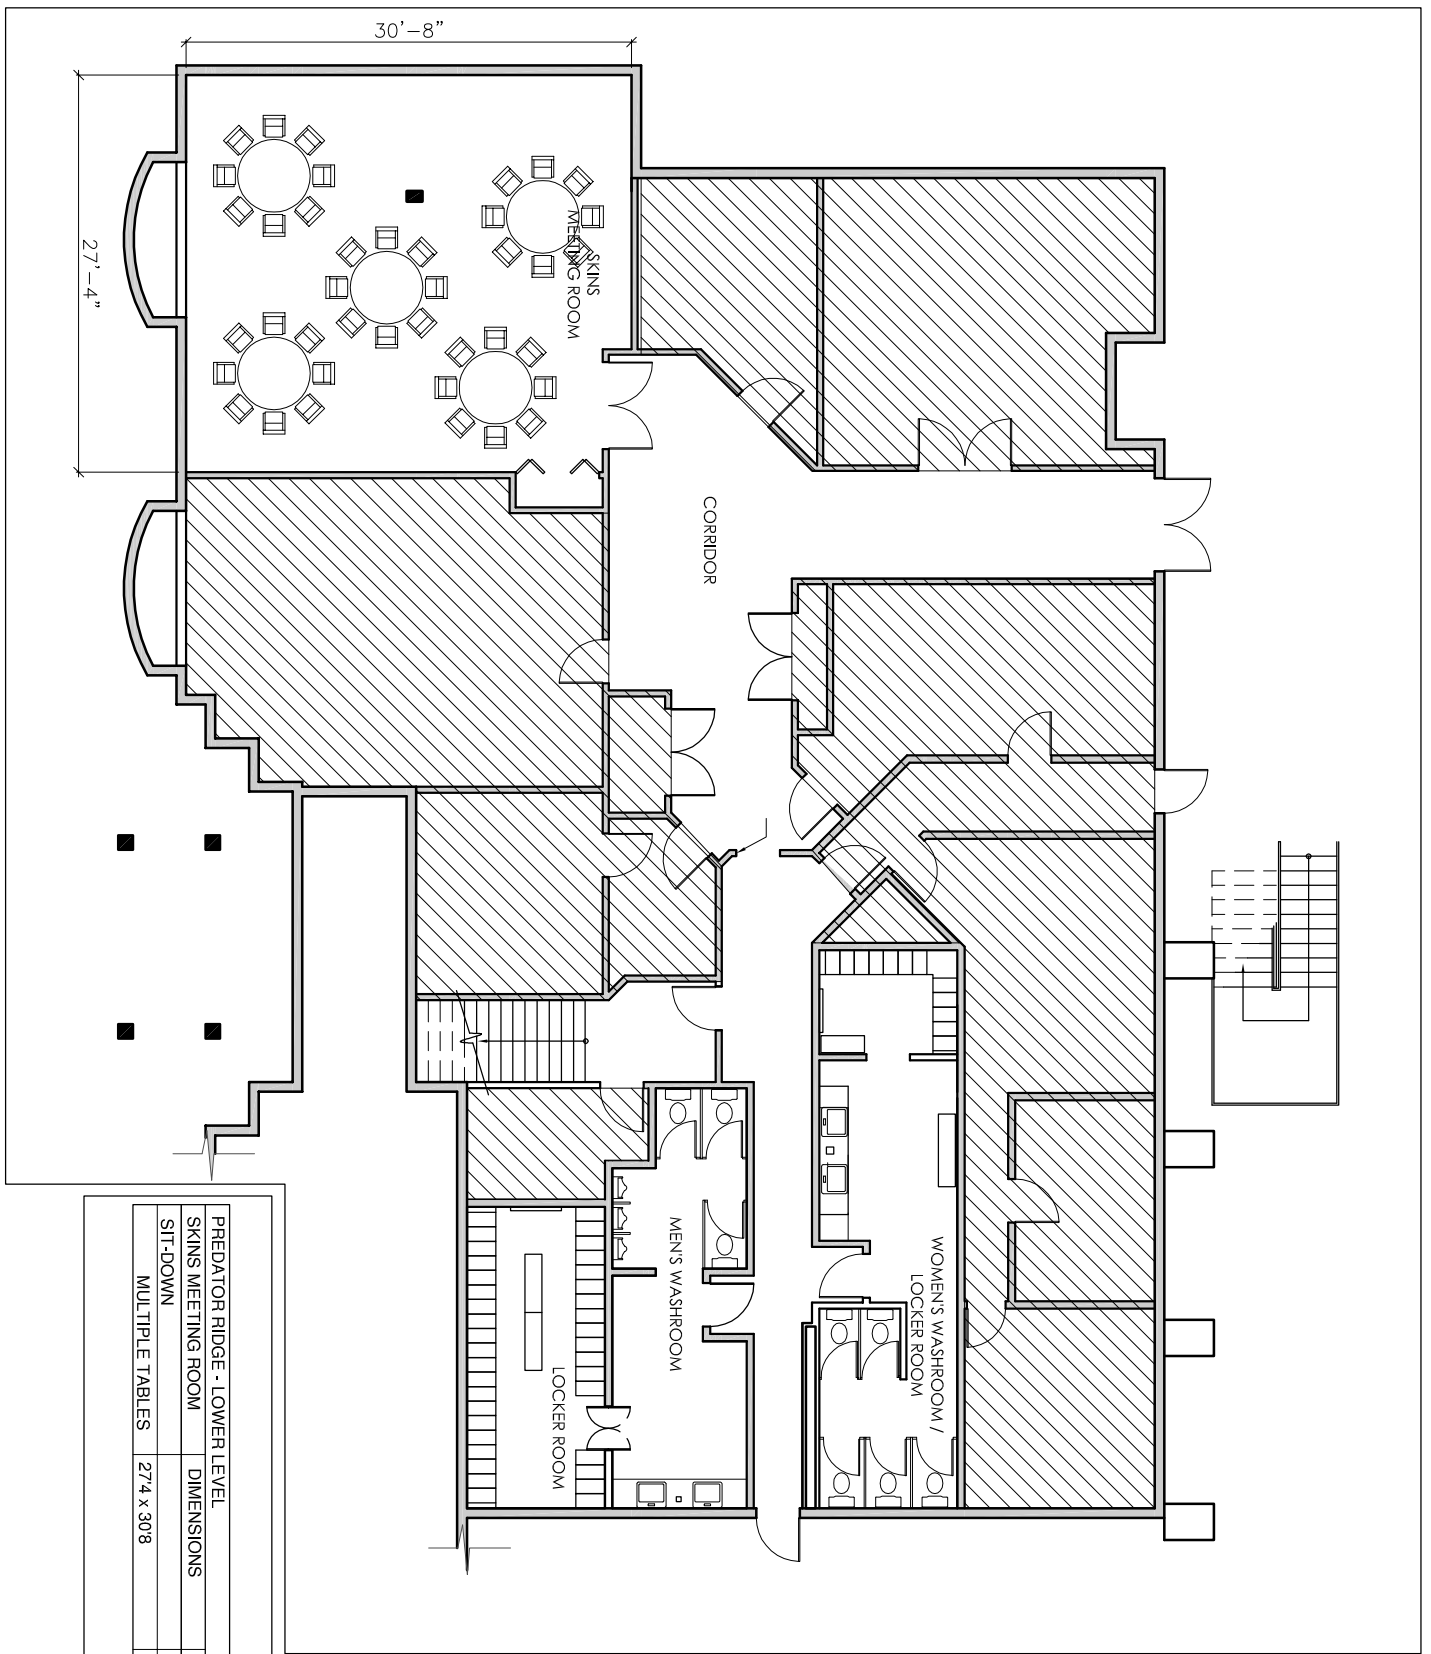 30'-8"
27'-4"
SKINS
MEETING ROOM
CORRIDOR
WOMEN'S WASHROOM /
LOCKER ROOM
MEN'S WASHROOM
LOCKER ROOM
PREDATOR RIDGE - LOWER LEVEL
SKINS MEETING ROOM DIMENSIONS
SIT-DOWN
MULTIPLE TABLES 27'4 x 30'8